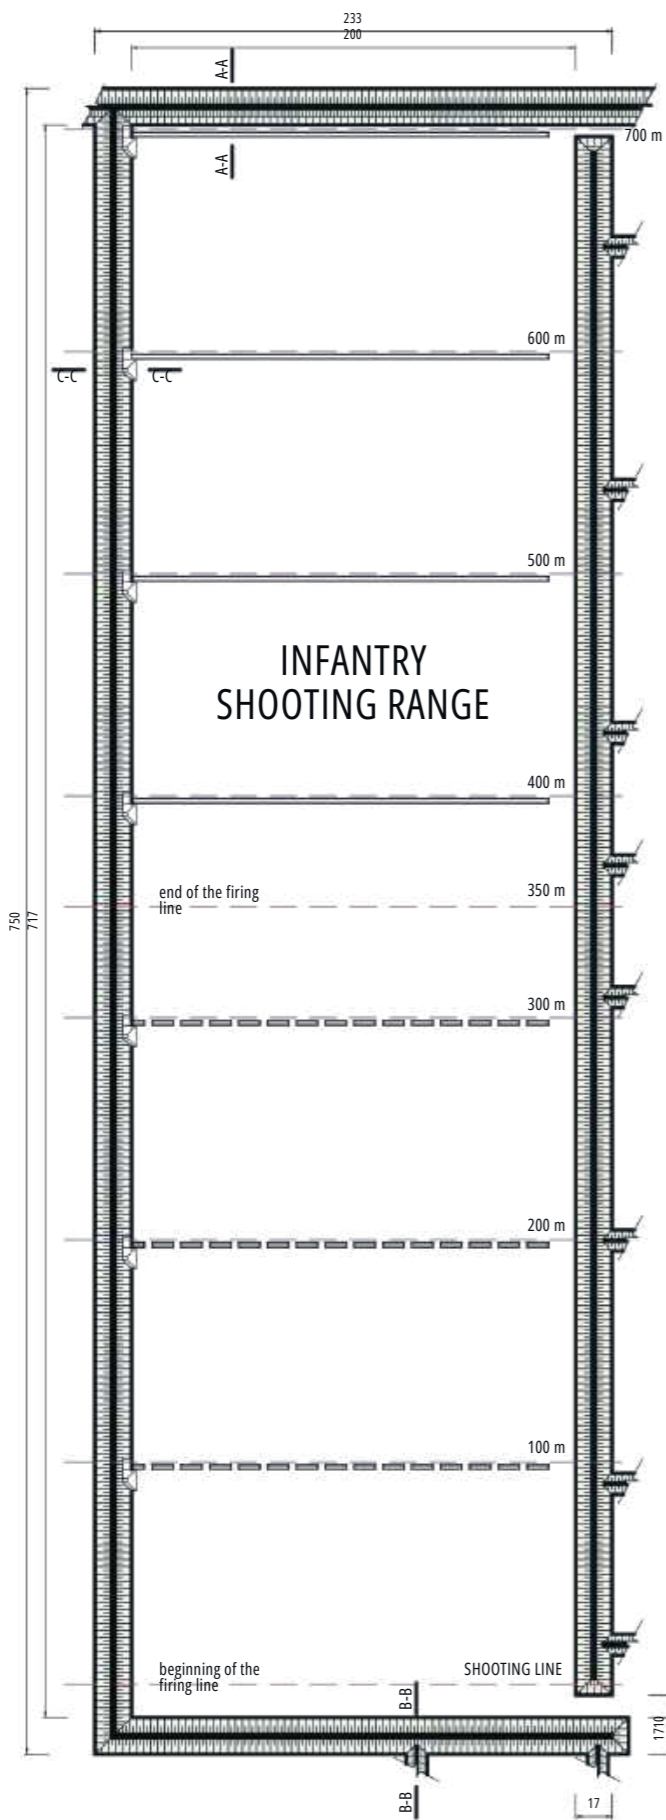 233
200
A-A
A-A
700 m
600 m
C-C
C-C
500 m
INFANTRY
SHOOTING RANGE
400 m
end of the firing
line
350 m
750
717
300 m
200 m
100 m
beginning of the
firing line
SHOOTING LINE
B-B
1710
17
B-B